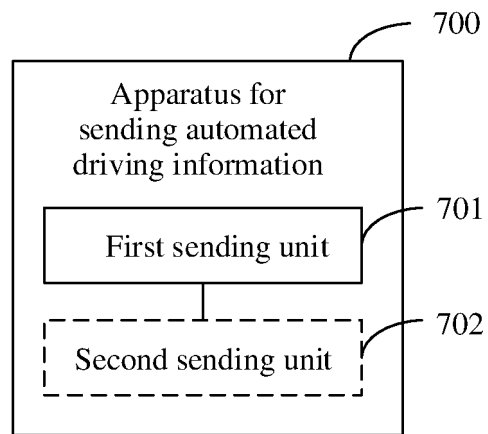 700
Apparatus for
sending automated
driving information
701
First sending unit
702
Second sending unit